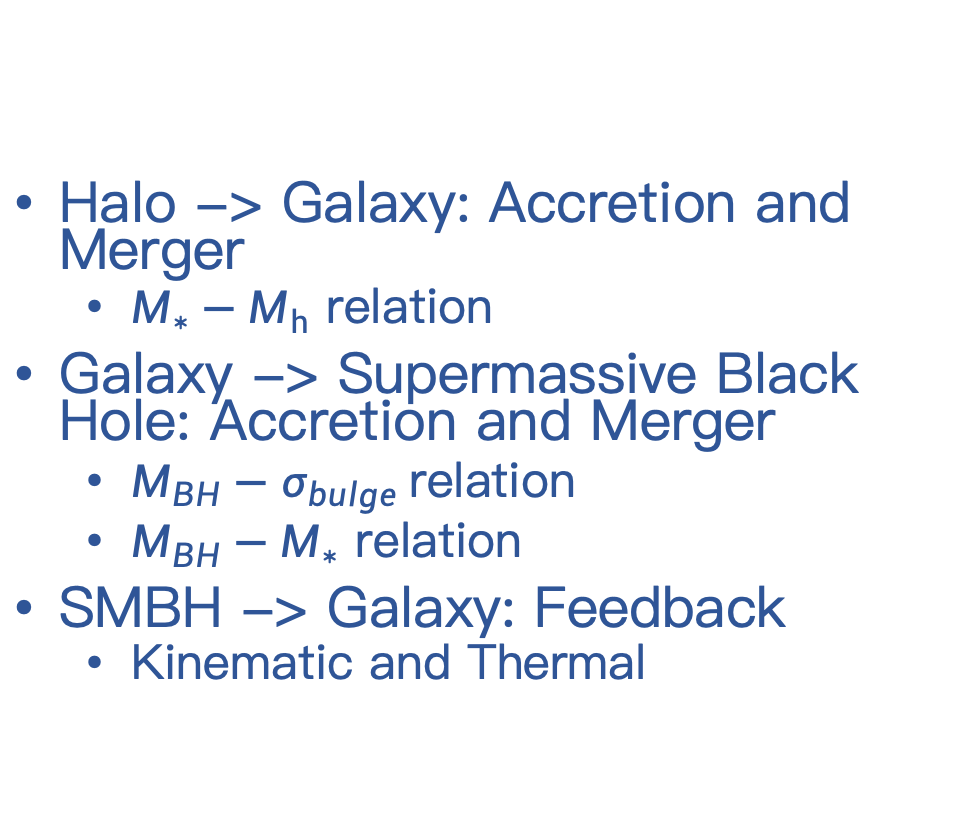 • Halo –> Galaxy: Accretion and
Merger
• M* – Mh relation
• Galaxy –> Supermassive Black
Hole: Accretion and Merger
• MBH – σbulge relation
• MBH – M* relation
• SMBH –> Galaxy: Feedback
• Kinematic and Thermal